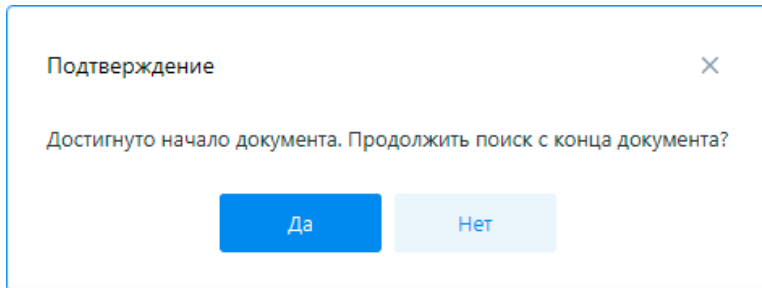 Подтверждение
Достигнуто начало документа. Продолжить поиск с конца документа?
Да Нет